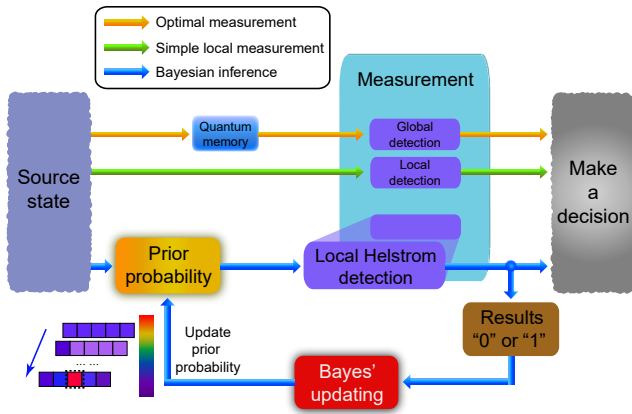 Optimal measurement
Simple local measurement
Bayesian inference
Measurement
Source
state
Quantum
memory
Global
detection
Local
detection
Make
a
decision
Prior
probability
Local Helstrom
detection
Results
“0” or “1”
Update
prior
probability
Bayes’
updating
... ...